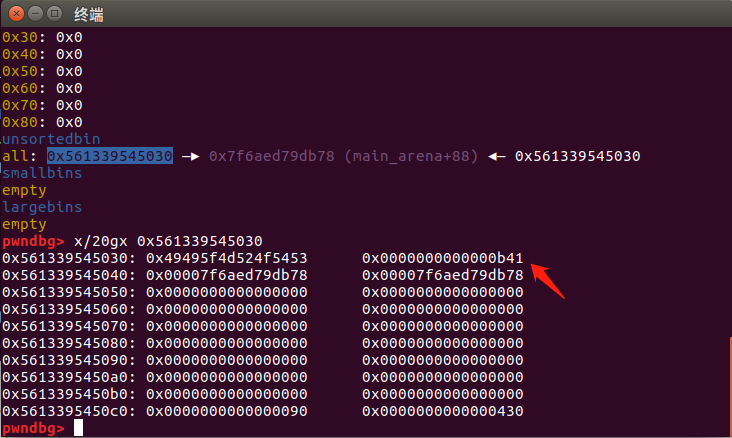 终端
0x30: 0x0
0x40: 0x0
0x50: 0x0
0x60: 0x0
0x70: 0x0
0x80: 0x0
unsortedbin
all: 0x561339545030 —▸ 0x7f6aed79db78 (main_arena+88) ◂— 0x561339545030
smallbins
empty
largebins
empty
pwndbg> x/20gx 0x561339545030
0x561339545030: 0x49495f4d524f5453 0x0000000000000b41
0x561339545040: 0x00007f6aed79db78 0x00007f6aed79db78
0x561339545050: 0x0000000000000000 0x0000000000000000
0x561339545060: 0x0000000000000000 0x0000000000000000
0x561339545070: 0x0000000000000000 0x0000000000000000
0x561339545080: 0x0000000000000000 0x0000000000000000
0x561339545090: 0x0000000000000000 0x0000000000000000
0x5613395450a0: 0x0000000000000000 0x0000000000000000
0x5613395450b0: 0x0000000000000000 0x0000000000000000
0x5613395450c0: 0x0000000000000090 0x0000000000000430
pwndbg>